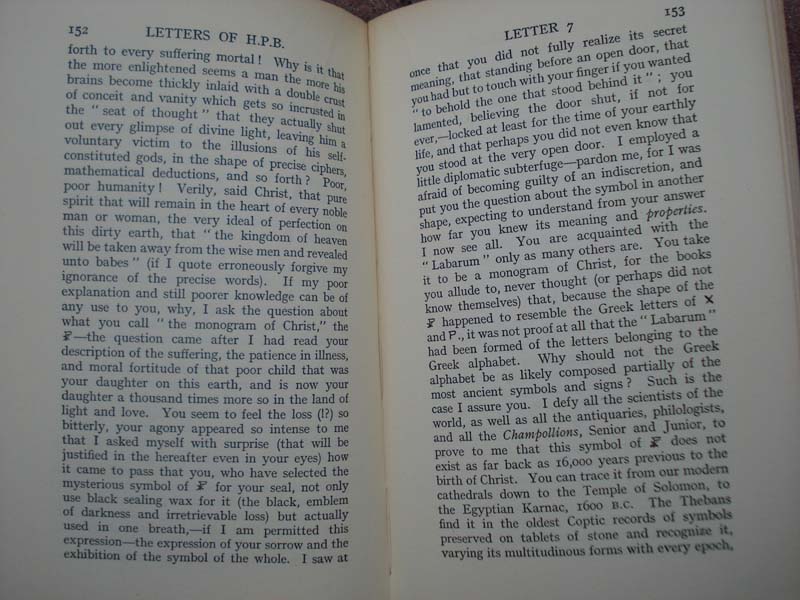 152 LETTERS OF H.P.B.
forth to every suffering mortal! Why is it that
the more enlightened seems a man the more his
brains become thickly inlaid with a double crust
of conceit and vanity which gets so incrusted in
the "seat of thought" that they actually shut
out every glimpse of divine light, leaving him a
voluntary victim to the illusions of his self-
constituted gods, in the shape of precise ciphers,
mathematical deductions, and so forth? Poor,
poor humanity! Verily, said Christ, that pure
spirit that will remain in the heart of every noble
man or woman, the very ideal of perfection on
this dirty earth, that "the kingdom of heaven
will be taken away from the wise men and revealed
unto babes" (if I quote erroneously forgive my
ignorance of the precise words). If my poor
explanation and still poorer knowledge can be of
any use to you, why, I ask the question about
what you call "the monogram of Christ," the
☧—the question came after I had read your
description of the suffering, the patience in illness,
and moral fortitude of that poor child that was
your daughter on this earth, and is now your
daughter a thousand times more so in the land of
light and love. You seem to feel the loss (!?) so
bitterly, your agony appeared so intense to me
that I asked myself with surprise (that will be
justified in the hereafter even in your eyes) how
it came to pass that you, who have selected the
mysterious symbol of ☧ for your seal, not only
use black sealing wax for it (the black, emblem
of darkness and irretrievable loss) but actually
used in one breath,—if I am permitted this
expression—the expression of your sorrow and the
exhibition of the symbol of the whole. I saw at
LETTER 7 153
once that you did not fully realize its secret
meaning, that standing before an open door, that
you had but to touch with your finger if you wanted
"to behold the one that stood behind it"; you
lamented, believing the door shut, if not for
ever,—locked at least for the time of your earthly
life, and that perhaps you did not even know that
you stood at the very open door. I employed a
little diplomatic subterfuge—pardon me, for I was
afraid of becoming guilty of an indiscretion, and
put you the question about the symbol in another
shape, expecting to understand from your answer
how far you knew its meaning and properties.
I now see all. You are acquainted with the
"Labarum" only as many others are. You take
it to be a monogram of Christ, for the books
you allude to, never thought (or perhaps did not
know themselves) that, because the shape of the
☧ happened to resemble the Greek letters of X
and P., it was not proof at all that the "Labarum"
had been formed of the letters belonging to the
Greek alphabet. Why should not the Greek
alphabet be as likely composed partially of the
most ancient symbols and signs? Such is the
case I assure you. I defy all the scientists of the
world, as well as all the antiquaries, philologists,
and all the Champollions, Senior and Junior, to
prove to me that this symbol of ☧ does not
exist as far back as 16,000 years previous to the
birth of Christ. You can trace it from our modern
cathedrals down to the Temple of Solomon, to
the Egyptian Karnac, 1600 B.C. The Thebans
find it in the oldest Coptic records of symbols
preserved on tablets of stone and recognize it,
varying its multitudinous forms with every epoch,